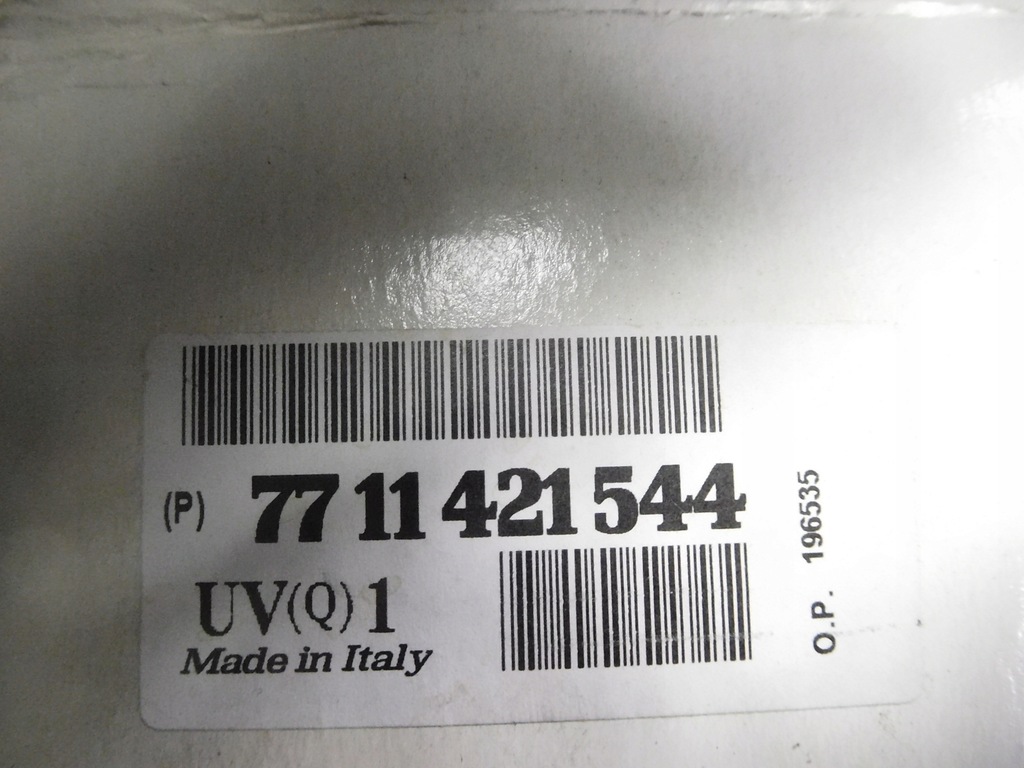 (P) 77 11 421 544
UV(Q) 1
Made in Italy
O.P. 196535